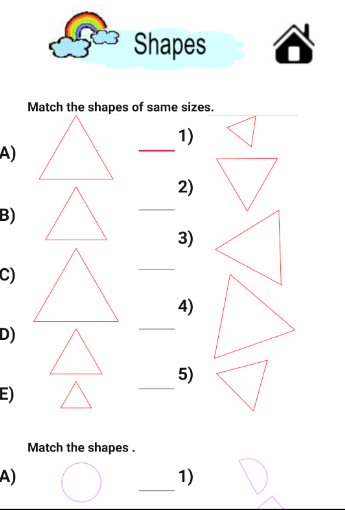 Shapes
Match the shapes of same sizes.
A) 1)
B) 2)
C) 3)
D) 4)
E) 5)
Match the shapes .
A) 1)